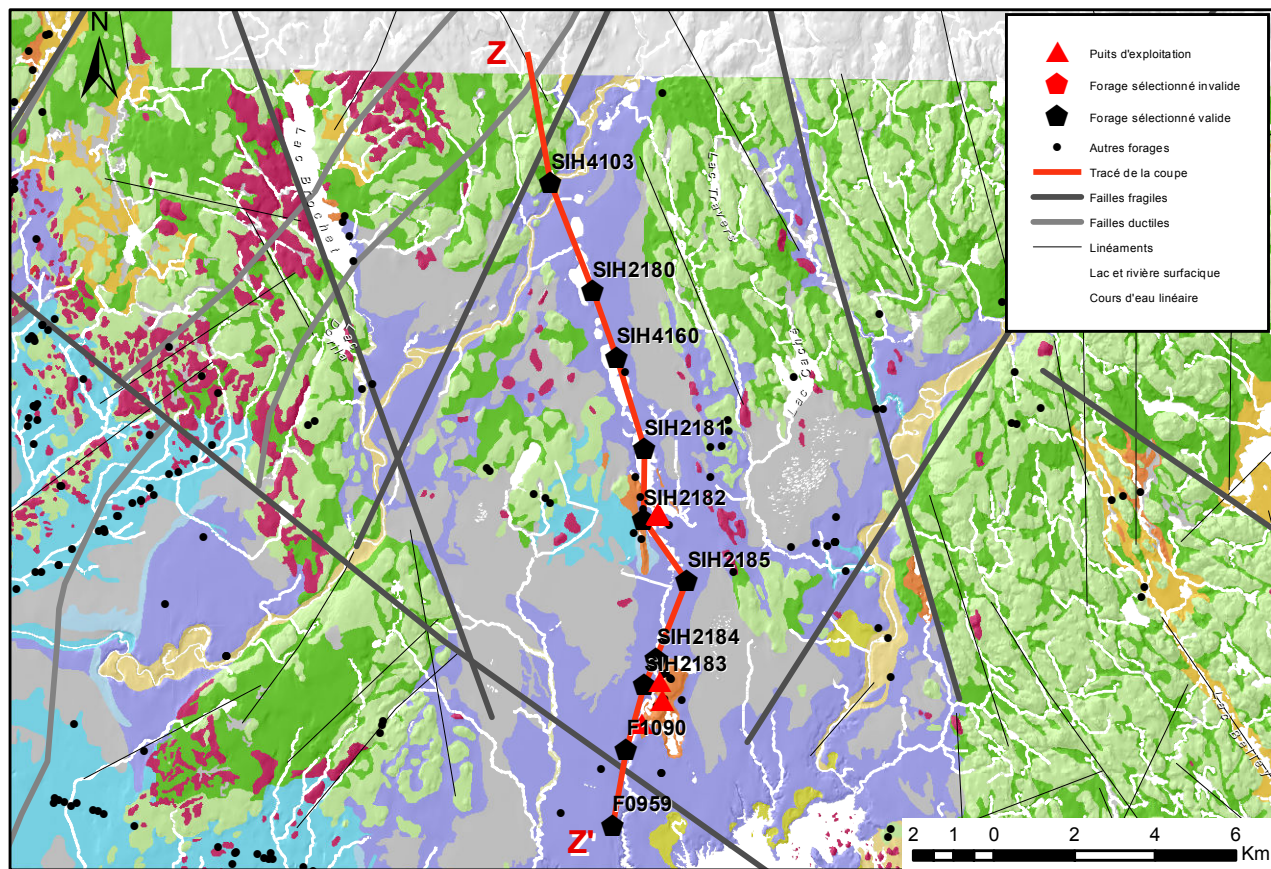 N
Z
Puits d'exploitation
Forage sélectionné invalide
Forage sélectionné valide
Autres forages
Tracé de la coupe
Failles fragiles
Failles ductiles
Linéaments
Lac et rivière surfacique
Cours d'eau linéaire
Lac Brochet
Lac Travers
SIH4103
SIH2180
SIH4160
SIH2181
SIH2182
SIH2185
SIH2184
SIH2183
F1090
F0959
Z'
Lac
Lac
2 1 0 2 4 6
Km